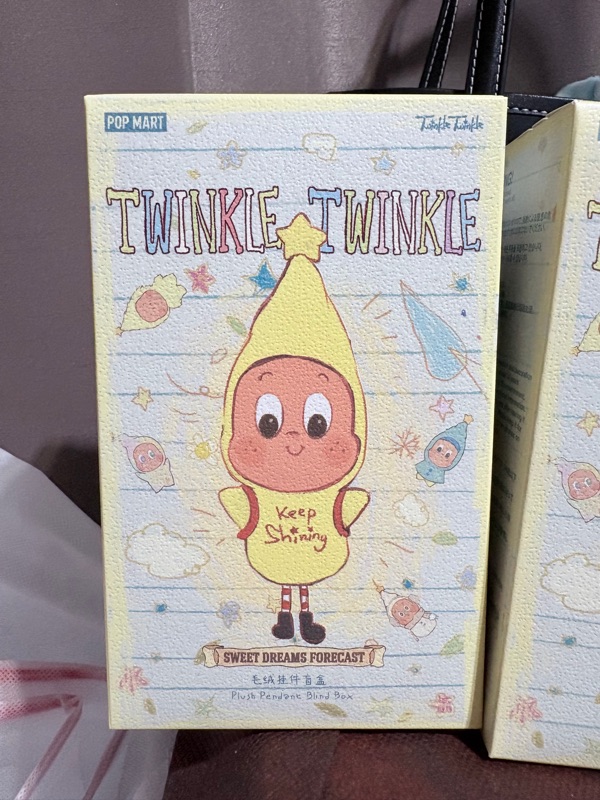 POP MART
Twinkle Twinkle
TWINKLE TWINKLE
Keep
Shining
SWEET DREAMS FORECAST
毛绒挂件盲盒
Plush Pendant Blind Box